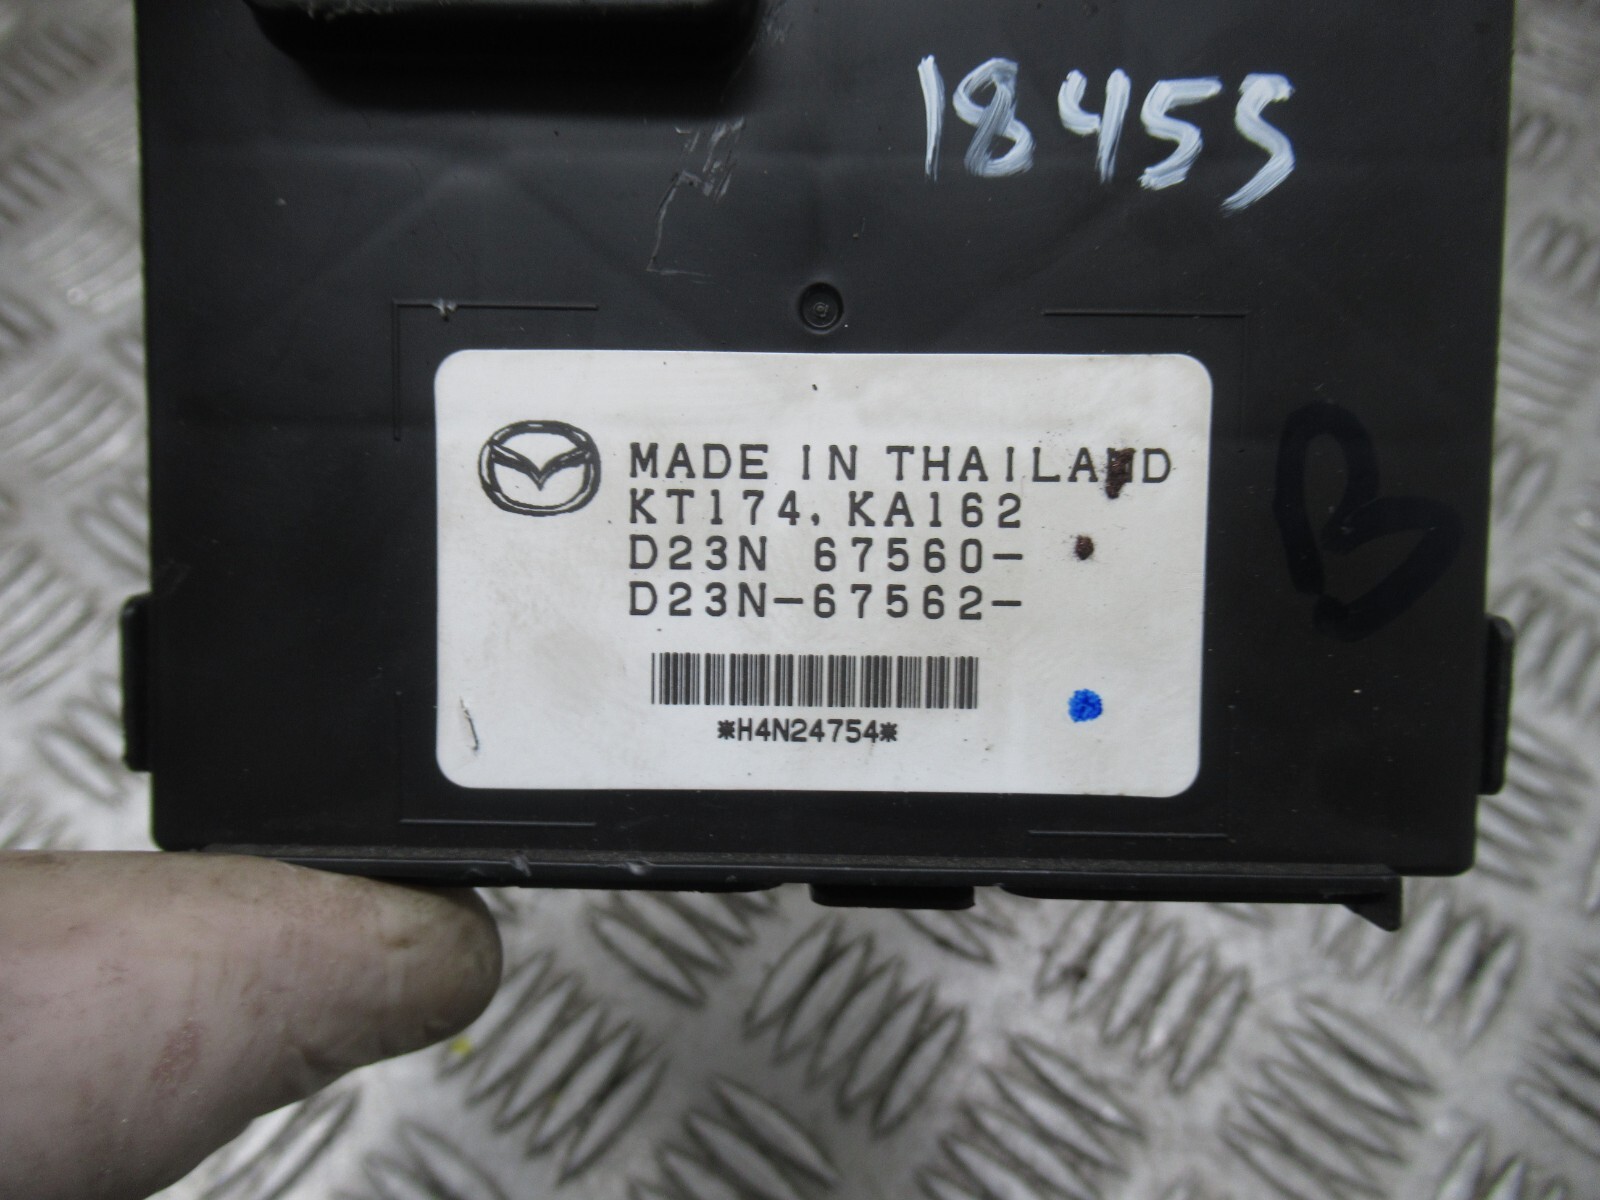 18455
MADE IN THAILAND
KT174, KA162
D23N 67560-
D23N-67562-
*H4N24754*
B